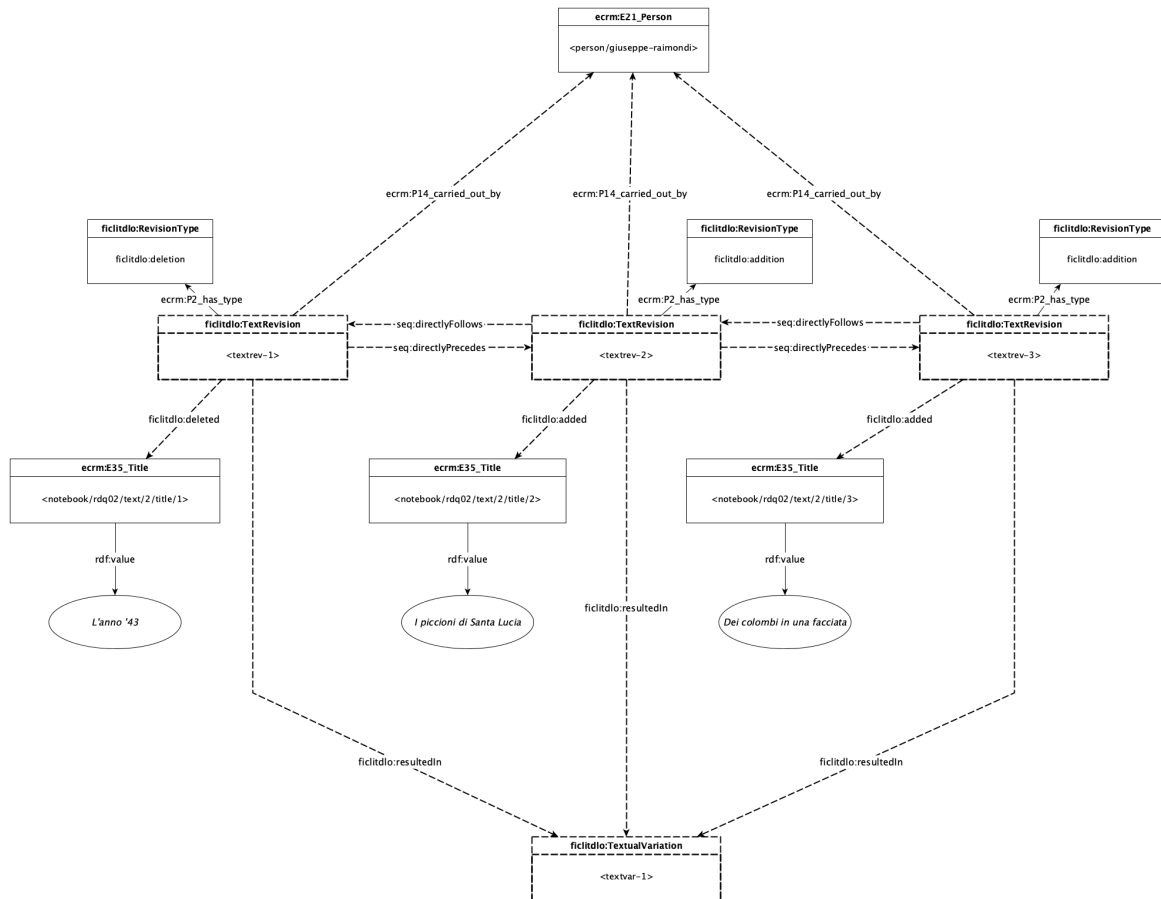 ecrm:E21_Person
<person/giuseppe-raimondi>
ecrm:P14_carried_out_by
ecrm:P14_carried_out_by
ecrm:P14_carried_out_by
ficlitdlo:RevisionType
ficlitdlo:deletion
ficlitdlo:RevisionType
ficlitdlo:addition
ficlitdlo:RevisionType
ficlitdlo:addition
ecrm:P2_has_type
ecrm:P2_has_type
ecrm:P2_has_type
ficlitdlo:TextRevision
<textrev-1>
seq:directlyFollows
seq:directlyPrecedes
ficlitdlo:TextRevision
<textrev-2>
seq:directlyFollows
seq:directlyPrecedes
ficlitdlo:TextRevision
<textrev-3>
ficlitdlo:deleted
ficlitdlo:added
ficlitdlo:added
ecrm:E35_Title
<notebook/rdq02/text/2/title/1>
ecrm:E35_Title
<notebook/rdq02/text/2/title/2>
ecrm:E35_Title
<notebook/rdq02/text/2/title/3>
rdf:value
rdf:value
rdf:value
L'anno '43
I piccioni di Santa Lucia
Dei colombi in una facciata
ficlitdlo:resultedIn
ficlitdlo:resultedIn
ficlitdlo:resultedIn
ficlitdlo:TextualVariation
<textvar-1>